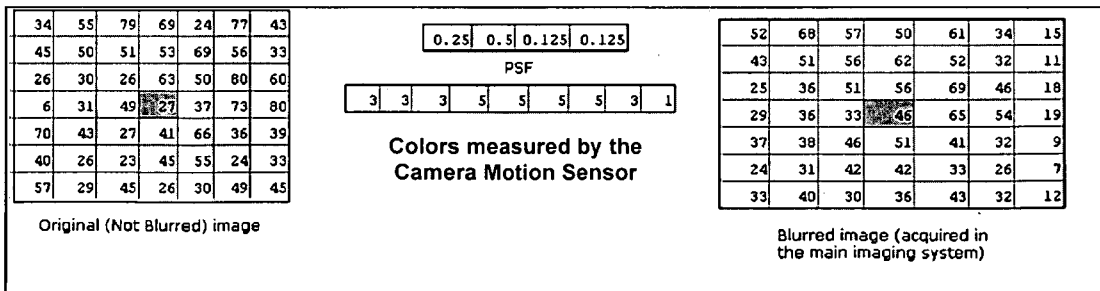 34 55 79 69 24 77 43
45 50 51 53 69 56 33
26 30 26 63 50 80 60
6 31 49 27 37 73 80
70 43 27 41 66 36 39
40 26 23 45 55 24 33
57 29 45 26 30 49 45
Original (Not Blurred) image
0.25 0.5 0.125 0.125
PSF
3 3 3 5 5 5 5 3 1
Colors measured by the
Camera Motion Sensor
52 68 57 50 61 34 15
43 51 56 62 52 32 11
25 36 51 56 69 46 18
29 36 33 46 65 54 19
37 38 46 51 41 32 9
24 31 42 42 33 26 7
33 40 30 36 43 32 12
Blurred image (acquired in
the main imaging system)